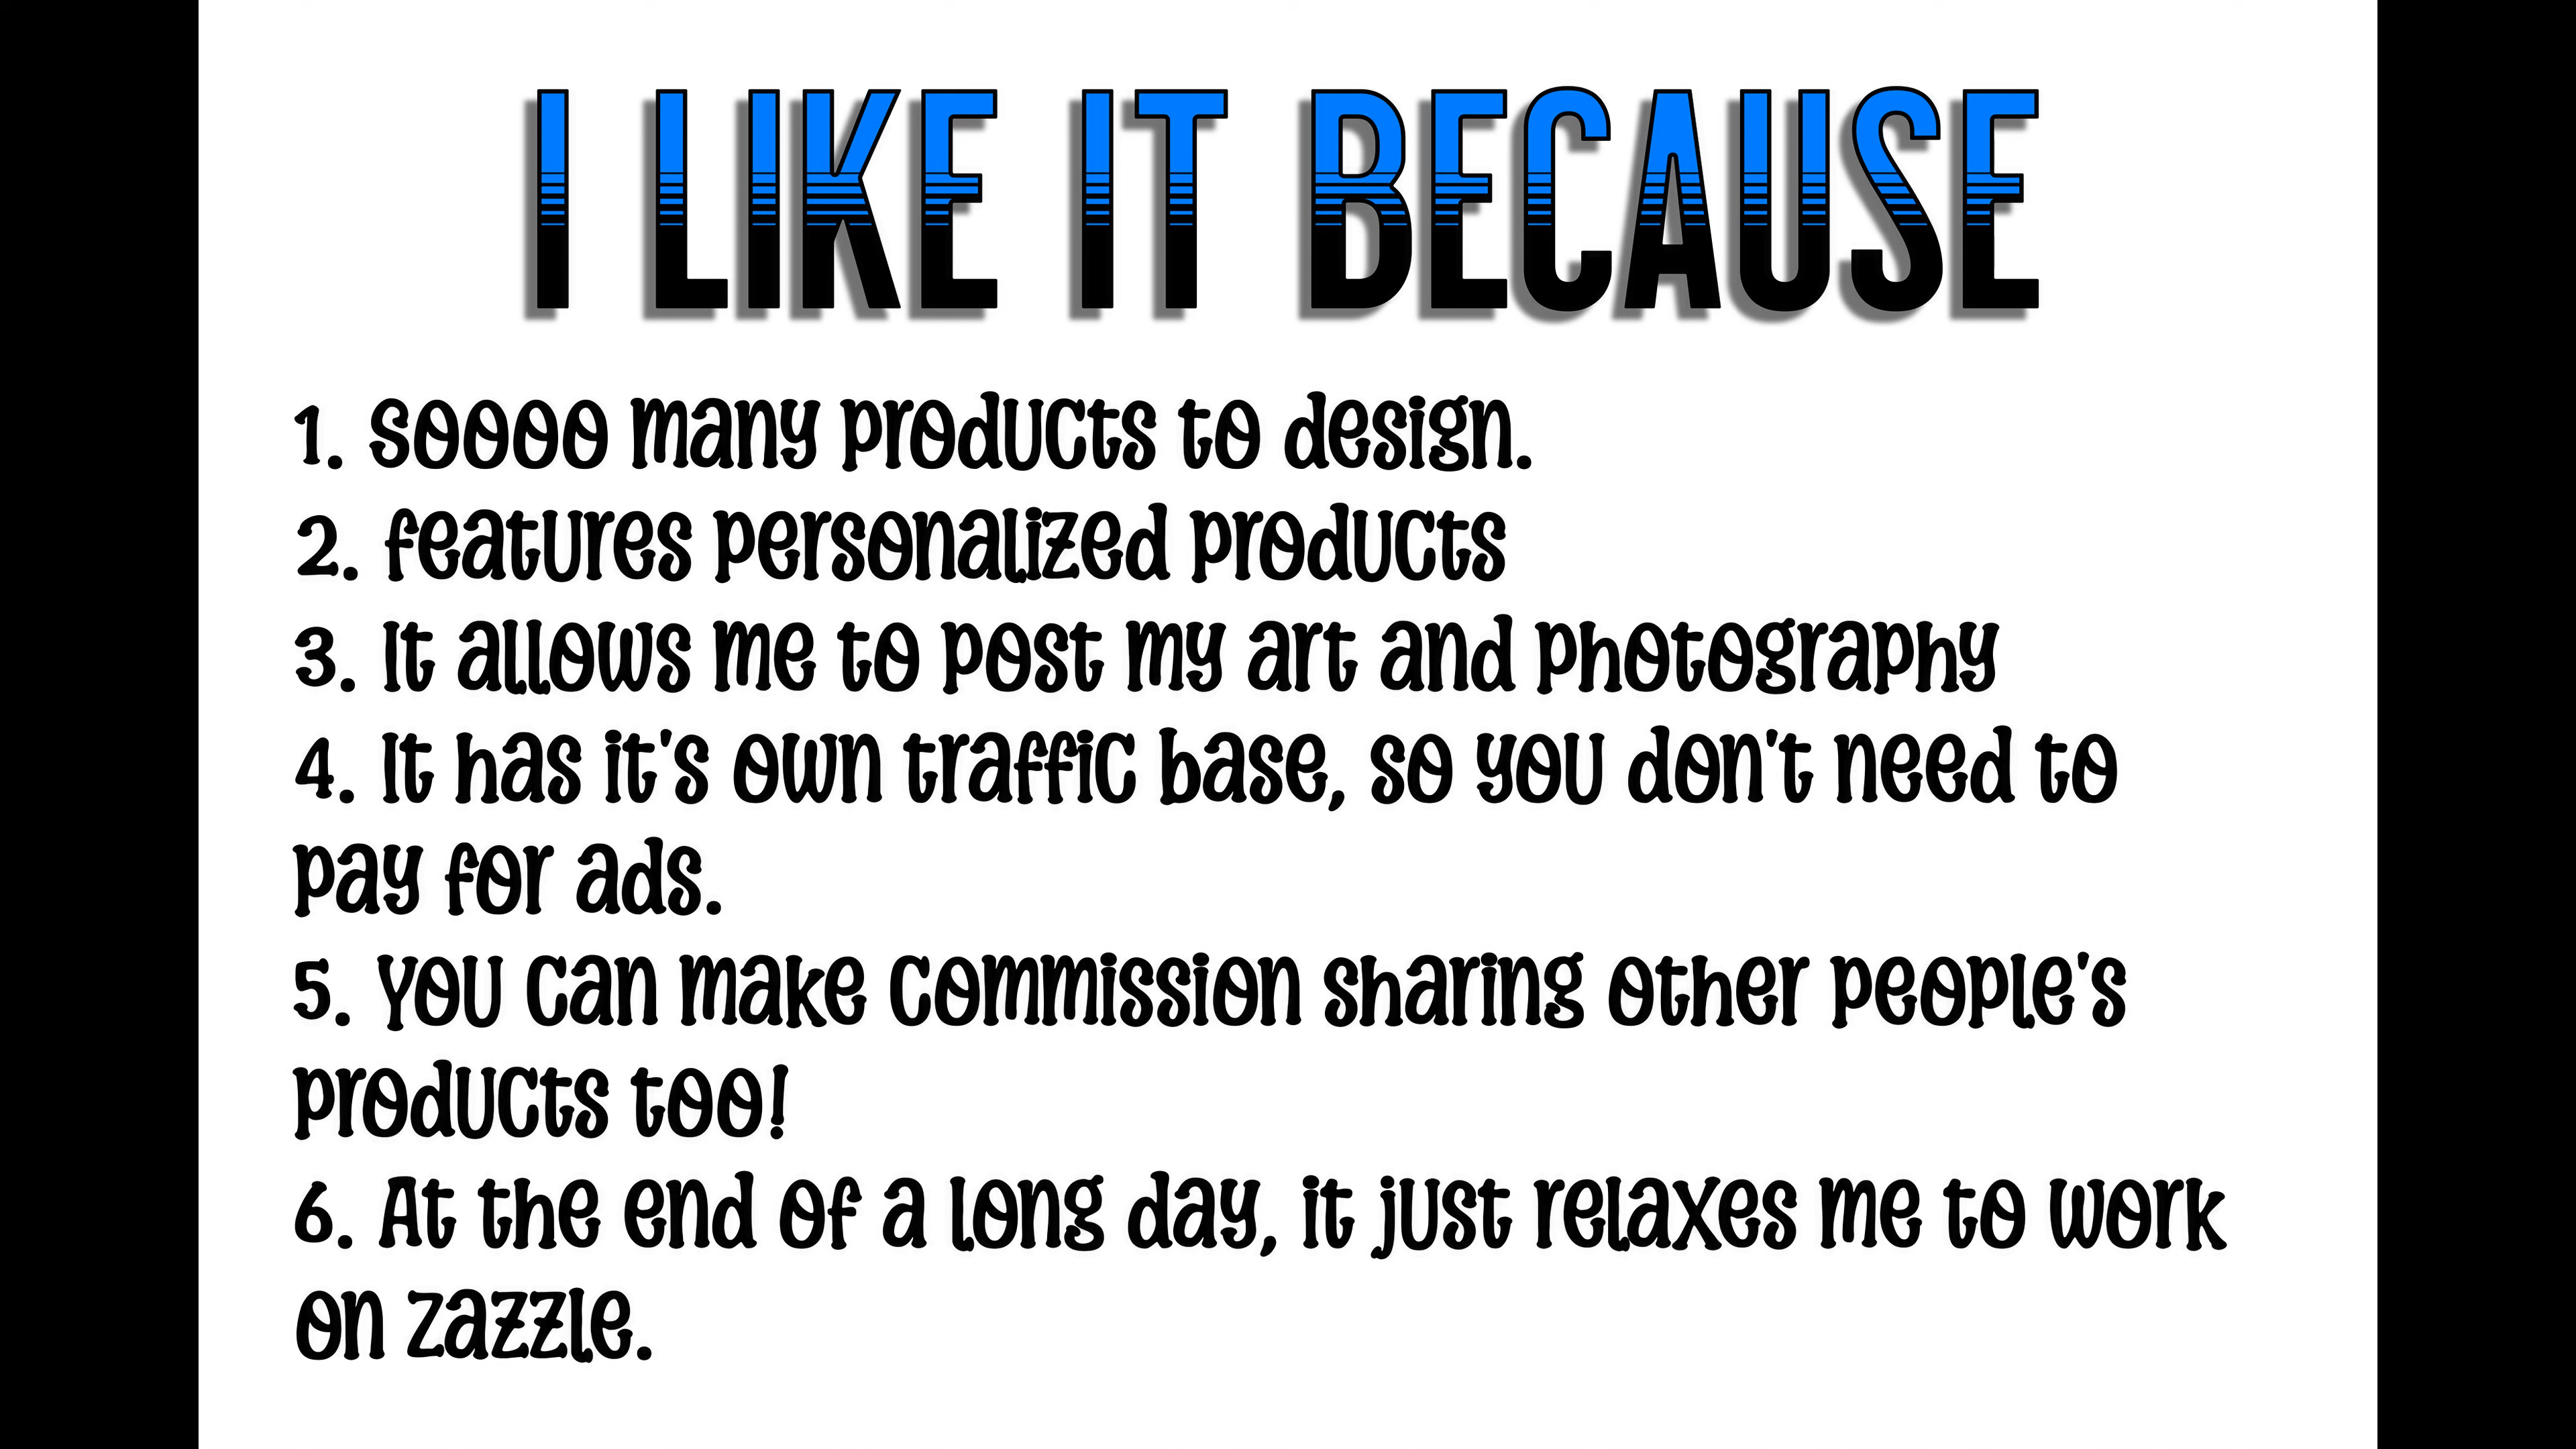 I LIKE IT BECAUSE
1. Soooo many products to design.
2. features personalized products
3. It allows me to post my art and photography
4. It has it's own traffic base, so you don't need to
pay for ads.
5. You can make commission sharing other people's
products too!
6. At the end of a long day, it just relaxes me to work
on zazzle.